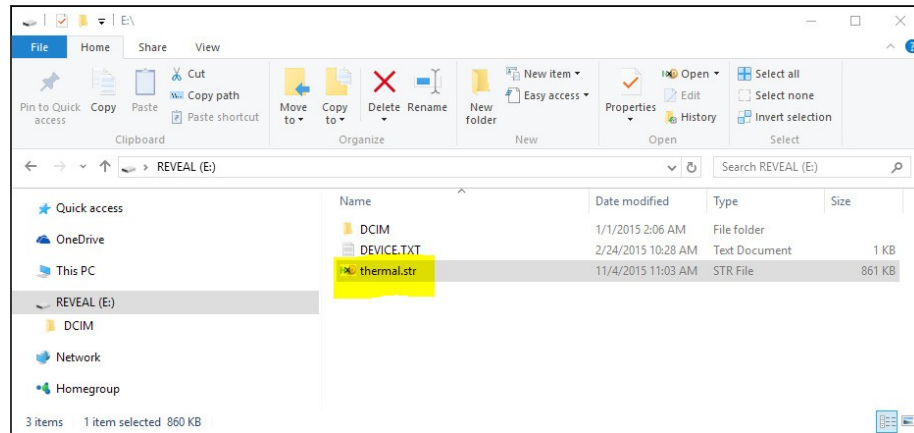 E:\
File Home Share View
Pin to Quick access
Copy
Paste
Cut
Copy path
Paste shortcut
Clipboard
Move to
Copy to
Delete
Rename
Organize
New folder
New item
Easy access
New
Properties
Open
Edit
History
Open
Select all
Select none
Invert selection
Select
REVEAL (E:)
Search REVEAL (E:)
Name Date modified Type Size
DCIM 1/1/2015 2:06 AM File folder
DEVICE.TXT 2/24/2015 10:28 AM Text Document 1 KB
thermal.str 11/4/2015 11:03 AM STR File 861 KB
Quick access
OneDrive
This PC
REVEAL (E:)
DCIM
Network
Homegroup
3 items 1 item selected 860 KB